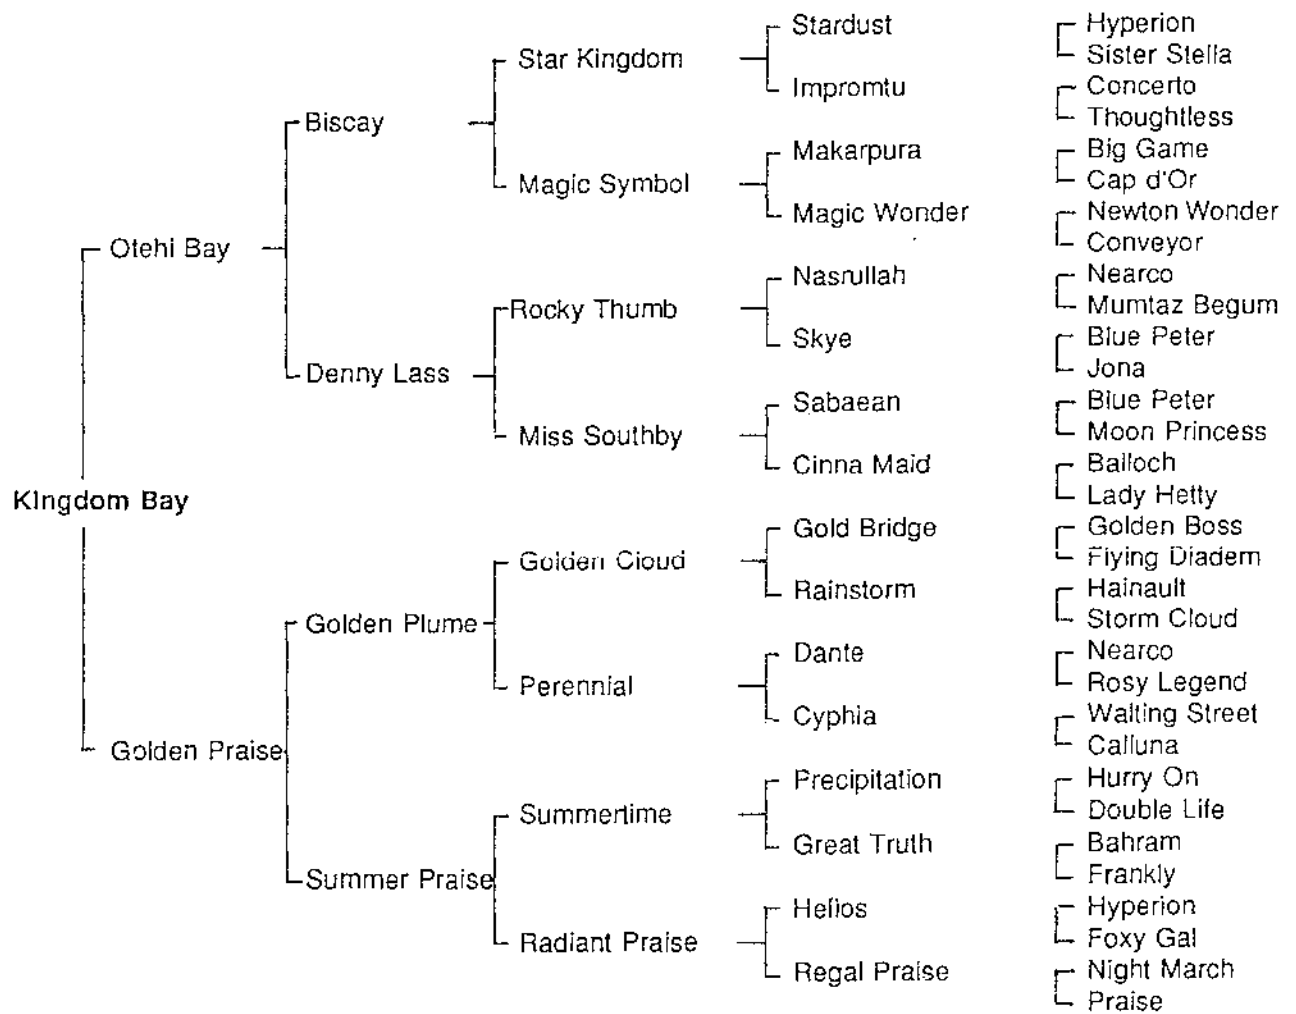 Stardust
Hyperion
Sister Stella
Star Kingdom
Impromtu
Concerto
Thoughtless
Biscay
Makarpura
Big Game
Cap d'Or
Magic Symbol
Magic Wonder
Newton Wonder
Conveyor
Otehi Bay
Nasrullah
Nearco
Mumtaz Begum
Rocky Thumb
Skye
Blue Peter
Jona
Denny Lass
Sabaean
Blue Peter
Moon Princess
Miss Southby
Cinna Maid
Balloch
Lady Hetty
Kingdom Bay
Gold Bridge
Golden Boss
Flying Diadem
Golden Cloud
Rainstorm
Hainault
Storm Cloud
Golden Plume
Dante
Nearco
Rosy Legend
Perennial
Cyphia
Watling Street
Calluna
Golden Praise
Precipitation
Hurry On
Double Life
Summertime
Great Truth
Bahram
Frankly
Summer Praise
Helios
Hyperion
Foxy Gal
Radiant Praise
Regal Praise
Night March
Praise